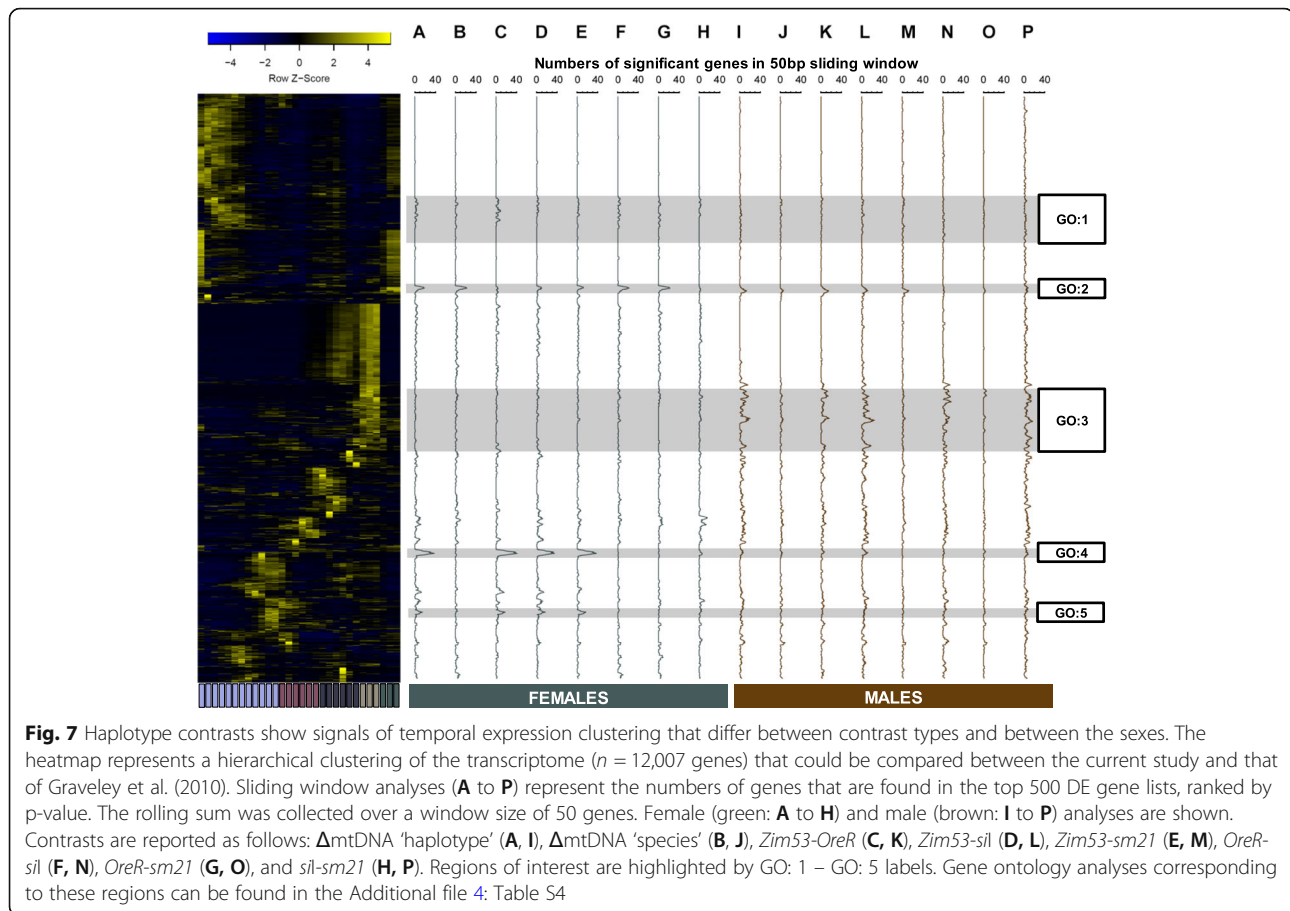 A B C D E F G H I J K L M N O P
-4 -2 0 2 4
Row Z-Score
Numbers of significant genes in 50bp sliding window
0 40 0 40 0 40 0 40 0 40 0 40 0 40 0 40 0 40 0 40 0 40 0 40 0 40 0 40 0 40 0 40
GO:1
GO:2
GO:3
GO:4
GO:5
FEMALES MALES
Fig. 7 Haplotype contrasts show signals of temporal expression clustering that differ between contrast types and between the sexes. The
heatmap represents a hierarchical clustering of the transcriptome (n = 12,007 genes) that could be compared between the current study and that
of Graveley et al. (2010). Sliding window analyses (A to P) represent the numbers of genes that are found in the top 500 DE gene lists, ranked by
p-value. The rolling sum was collected over a window size of 50 genes. Female (green: A to H) and male (brown: I to P) analyses are shown.
Contrasts are reported as follows: ΔmtDNA ‘haplotype’ (A, I), ΔmtDNA ‘species’ (B, J), Zim53-OreR (C, K), Zim53-sil (D, L), Zim53-sm21 (E, M), OreR-
sil (F, N), OreR-sm21 (G, O), and sil-sm21 (H, P). Regions of interest are highlighted by GO: 1 – GO: 5 labels. Gene ontology analyses corresponding
to these regions can be found in the Additional file 4: Table S4